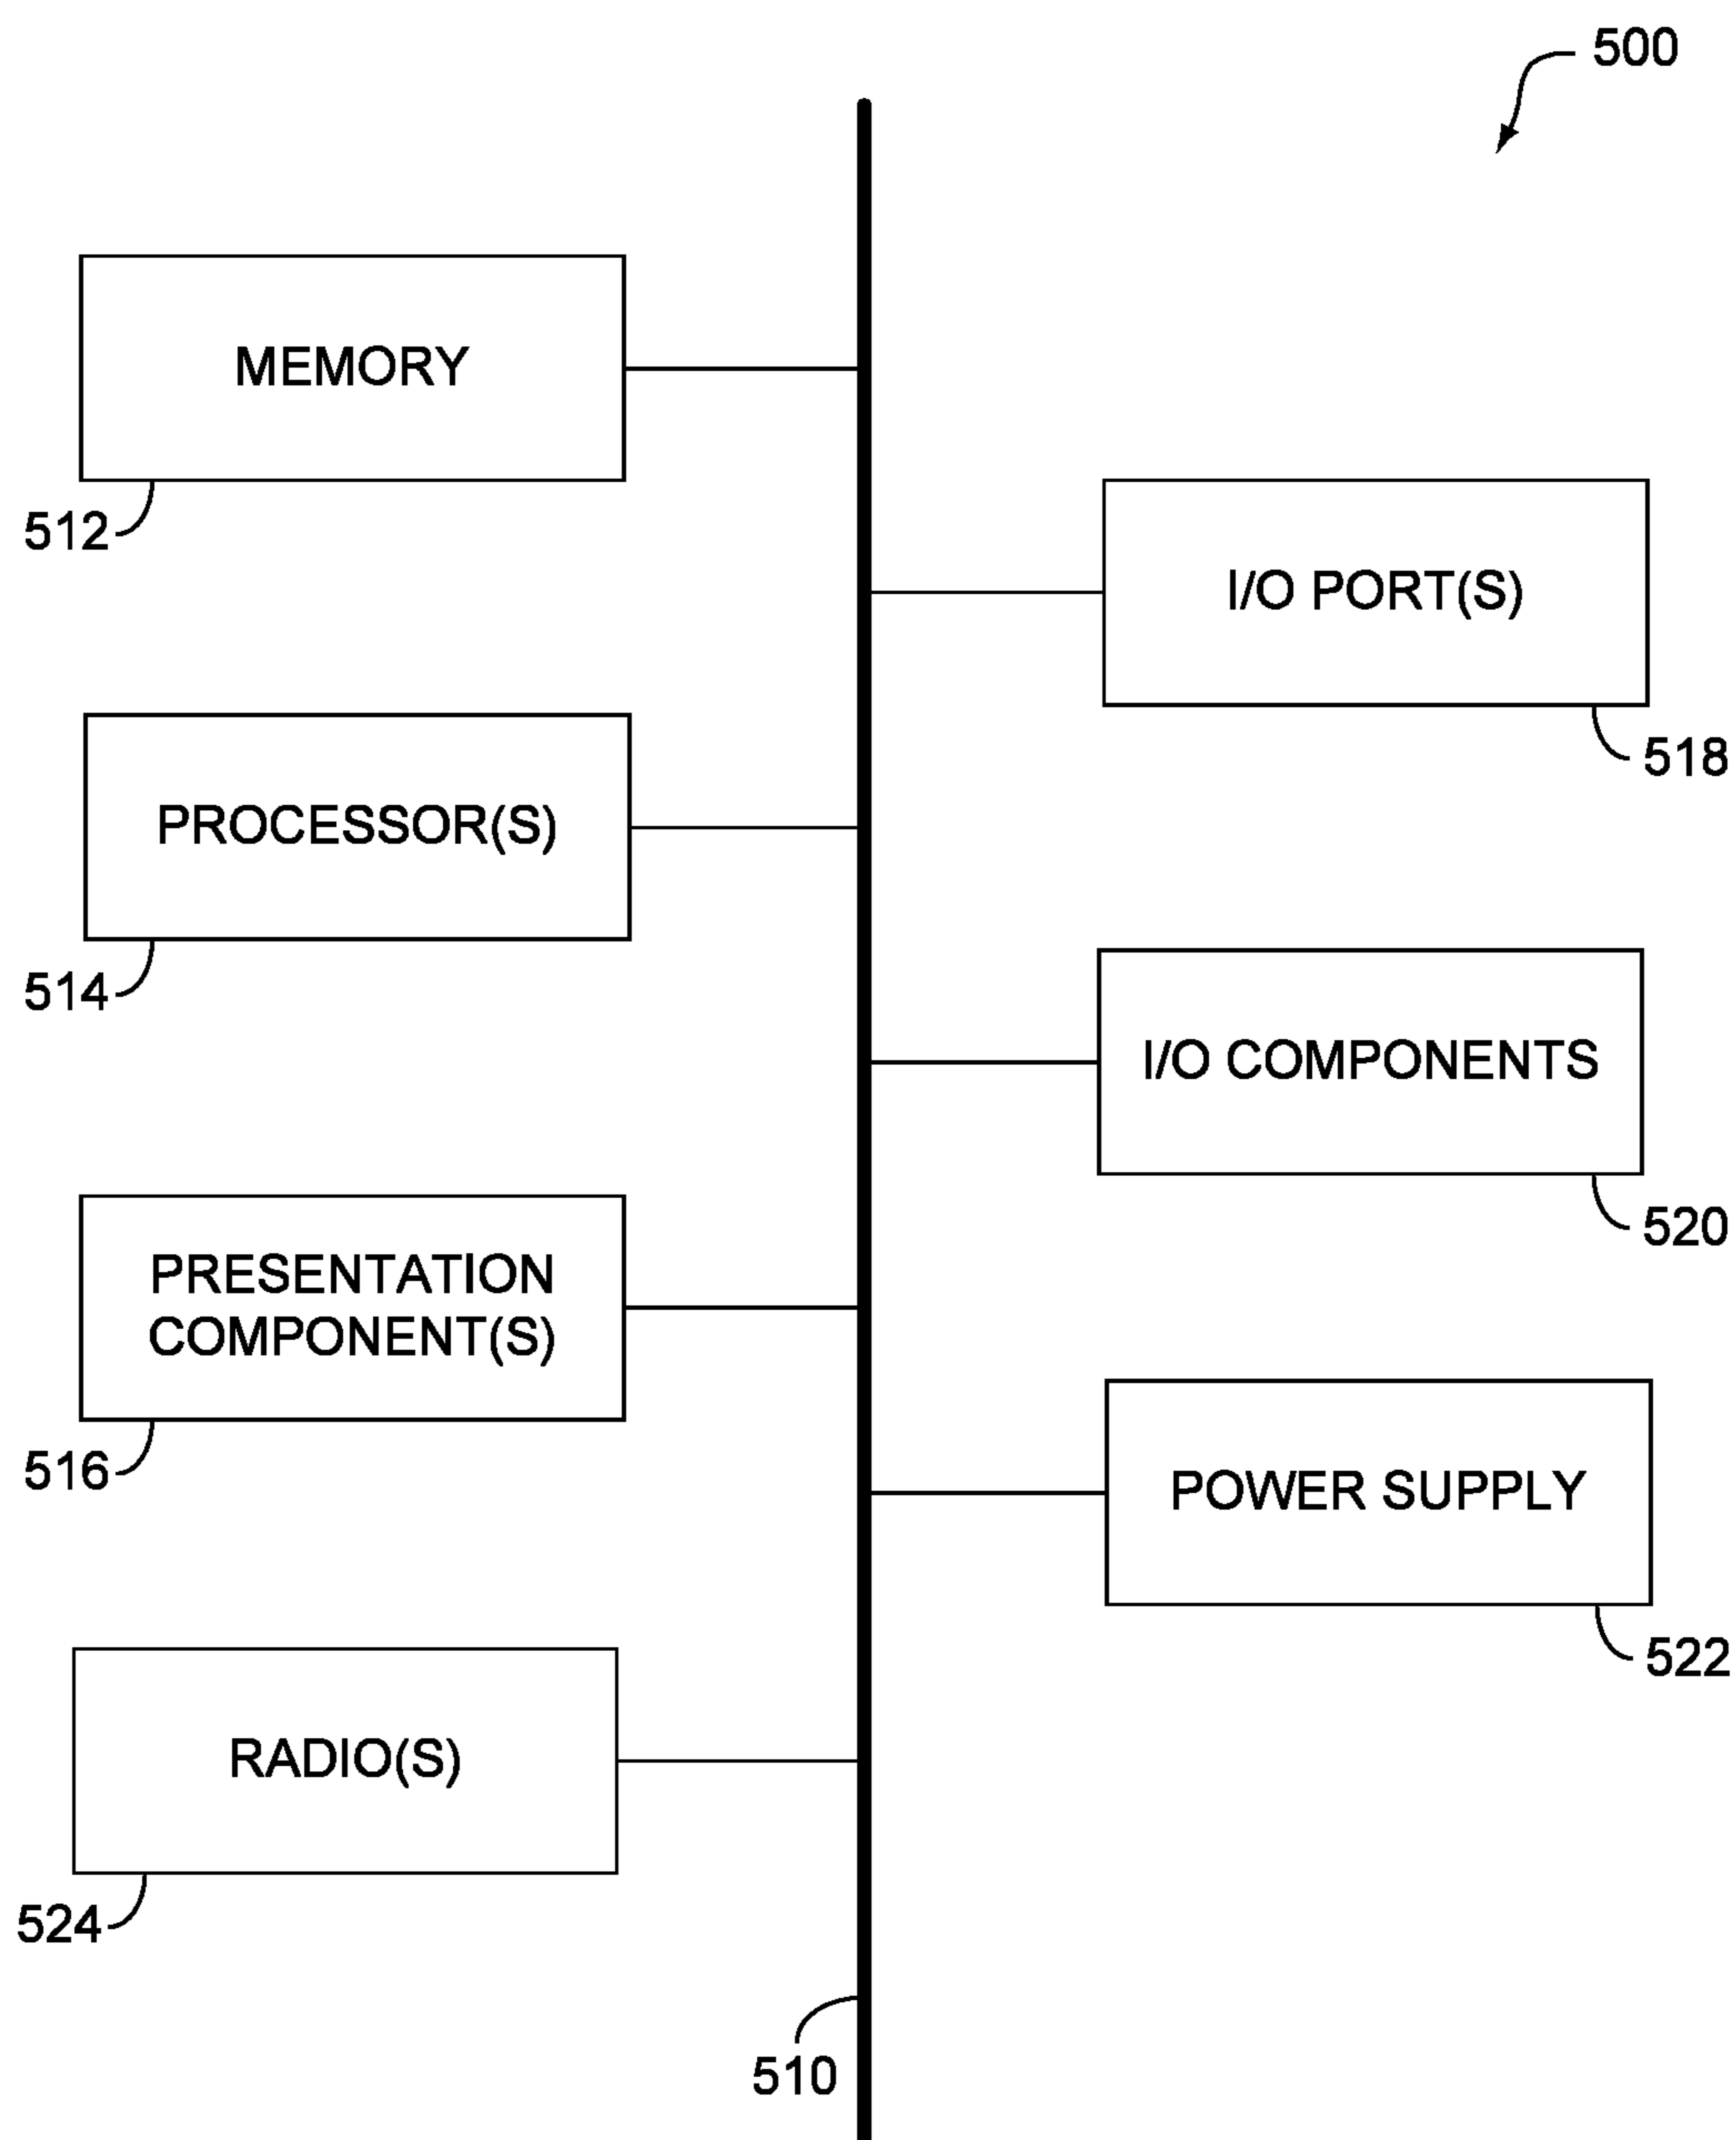 500
MEMORY
512
I/O PORT(S)
518
PROCESSOR(S)
514
I/O COMPONENTS
520
PRESENTATION
COMPONENT(S)
516
POWER SUPPLY
522
RADIO(S)
524
510